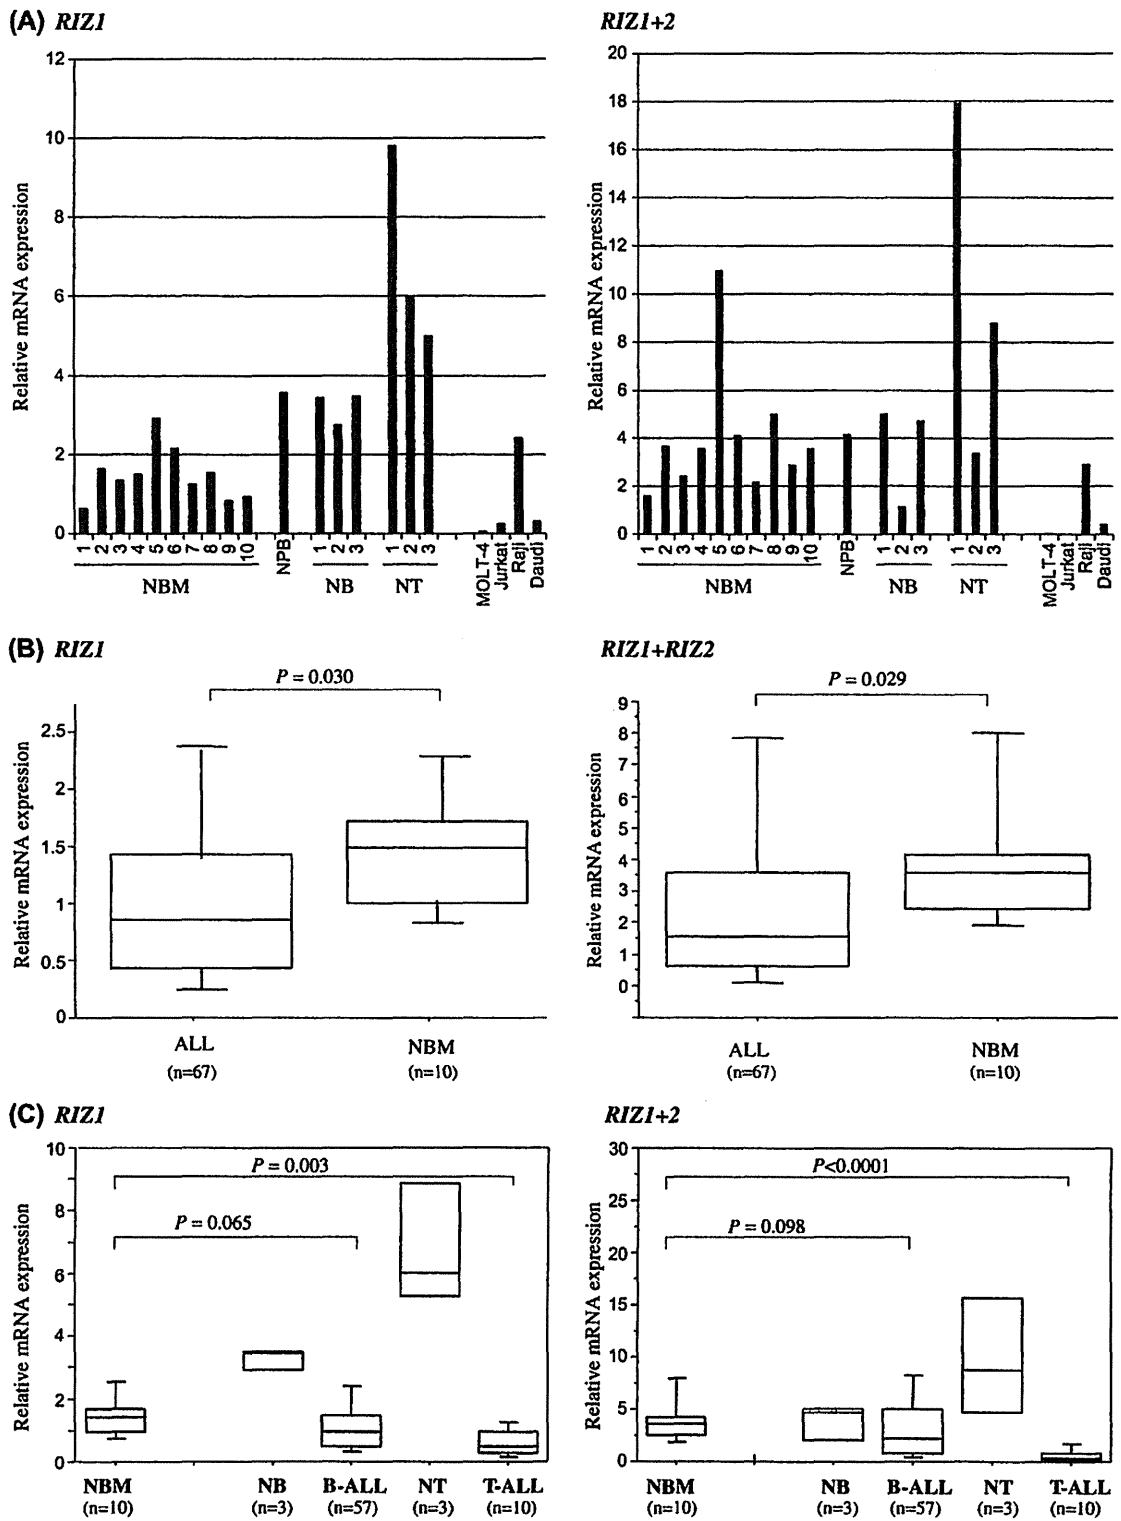 (A) RIZ1
RIZ1+2
Relative mRNA expression
12
10
8
6
4
2
0
1 2 3 4 5 6 7 8 9 10 NPB 1 2 3 1 2 3 MOLT-4 Jurkat Raji Daudi
NBM NB NT
Relative mRNA expression
20
18
16
14
12
10
8
6
4
2
0
1 2 3 4 5 6 7 8 9 10 NPB 1 2 3 1 2 3 MOLT-4 Jurkat Raji Daudi
NBM NB NT
(B) RIZ1
RIZ1+RIZ2
P = 0.030
Relative mRNA expression
2.5
2
1.5
1
0.5
0
ALL NBM
(n=67) (n=10)
P = 0.029
Relative mRNA expression
9
8
7
6
5
4
3
2
1
0
ALL NBM
(n=67) (n=10)
(C) RIZ1
RIZ1+2
P = 0.003
P = 0.065
Relative mRNA expression
10
8
6
4
2
0
NBM NB B-ALL NT T-ALL
(n=10) (n=3) (n=57) (n=3) (n=10)
P<0.0001
P = 0.098
Relative mRNA expression
30
25
20
15
10
5
0
NBM NB B-ALL NT T-ALL
(n=10) (n=3) (n=57) (n=3) (n=10)